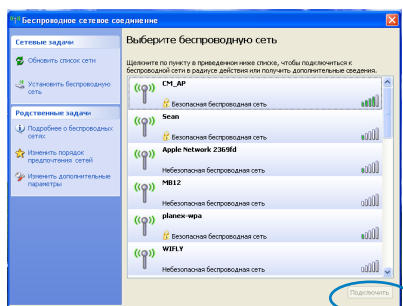 Беспроводное сетевое соединение
Сетевые задачи
Обновить список сети
Установить беспроводную
сеть
Родственные задачи
Подробнее о беспроводных
сетях
Изменить порядок
предпочтения сетей
Изменить дополнительные
параметры
Выберите беспроводную сеть
Щелкните по пункту в приведенном ниже списке, чтобы подключиться к
беспроводной сети в радиусе действия или получить дополнительные сведения.
CM_AP
Безопасная беспроводная сеть
Sean
Безопасная беспроводная сеть
Apple Network 2369fd
Небезопасная беспроводная сеть
MB12
Небезопасная беспроводная сеть
planex-wpa
Безопасная беспроводная сеть
WIFLY
Небезопасная беспроводная сеть
Подключить